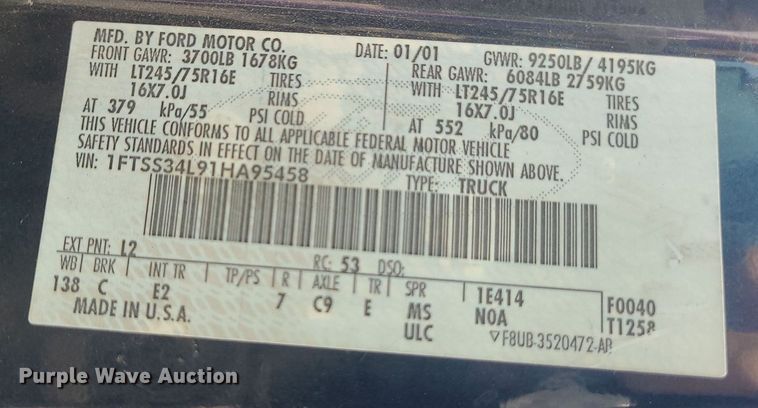 MFD. BY FORD MOTOR CO.
DATE: 01/01 GVWR: 9250LB/ 4195KG
FRONT GAWR: 3700LB 1678KG REAR GAWR: 6084LB 2759KG
WITH LT245/75R16E TIRES WITH LT245/75R16E TIRES
16X7.0J RIMS 16X7.0J RIMS
AT 379 kPa/55 PSI COLD AT 552 kPa/80 PSI COLD
THIS VEHICLE CONFORMS TO ALL APPLICABLE FEDERAL MOTOR VEHICLE
SAFETY STANDARDS IN EFFECT ON THE DATE OF MANUFACTURE SHOWN ABOVE.
VIN: 1FTSS34L91HA95458
TYPE: TRUCK
EXT PNT: L2 RC: 53 DSO:
WB BRK INT TR TP/PS R AXLE TR SPR 1E414 F0040
138 C E2 7 C9 E MS N0A T1258
MADE IN U.S.A. ULC F8UB-3520472-AB
Purple Wave Auction